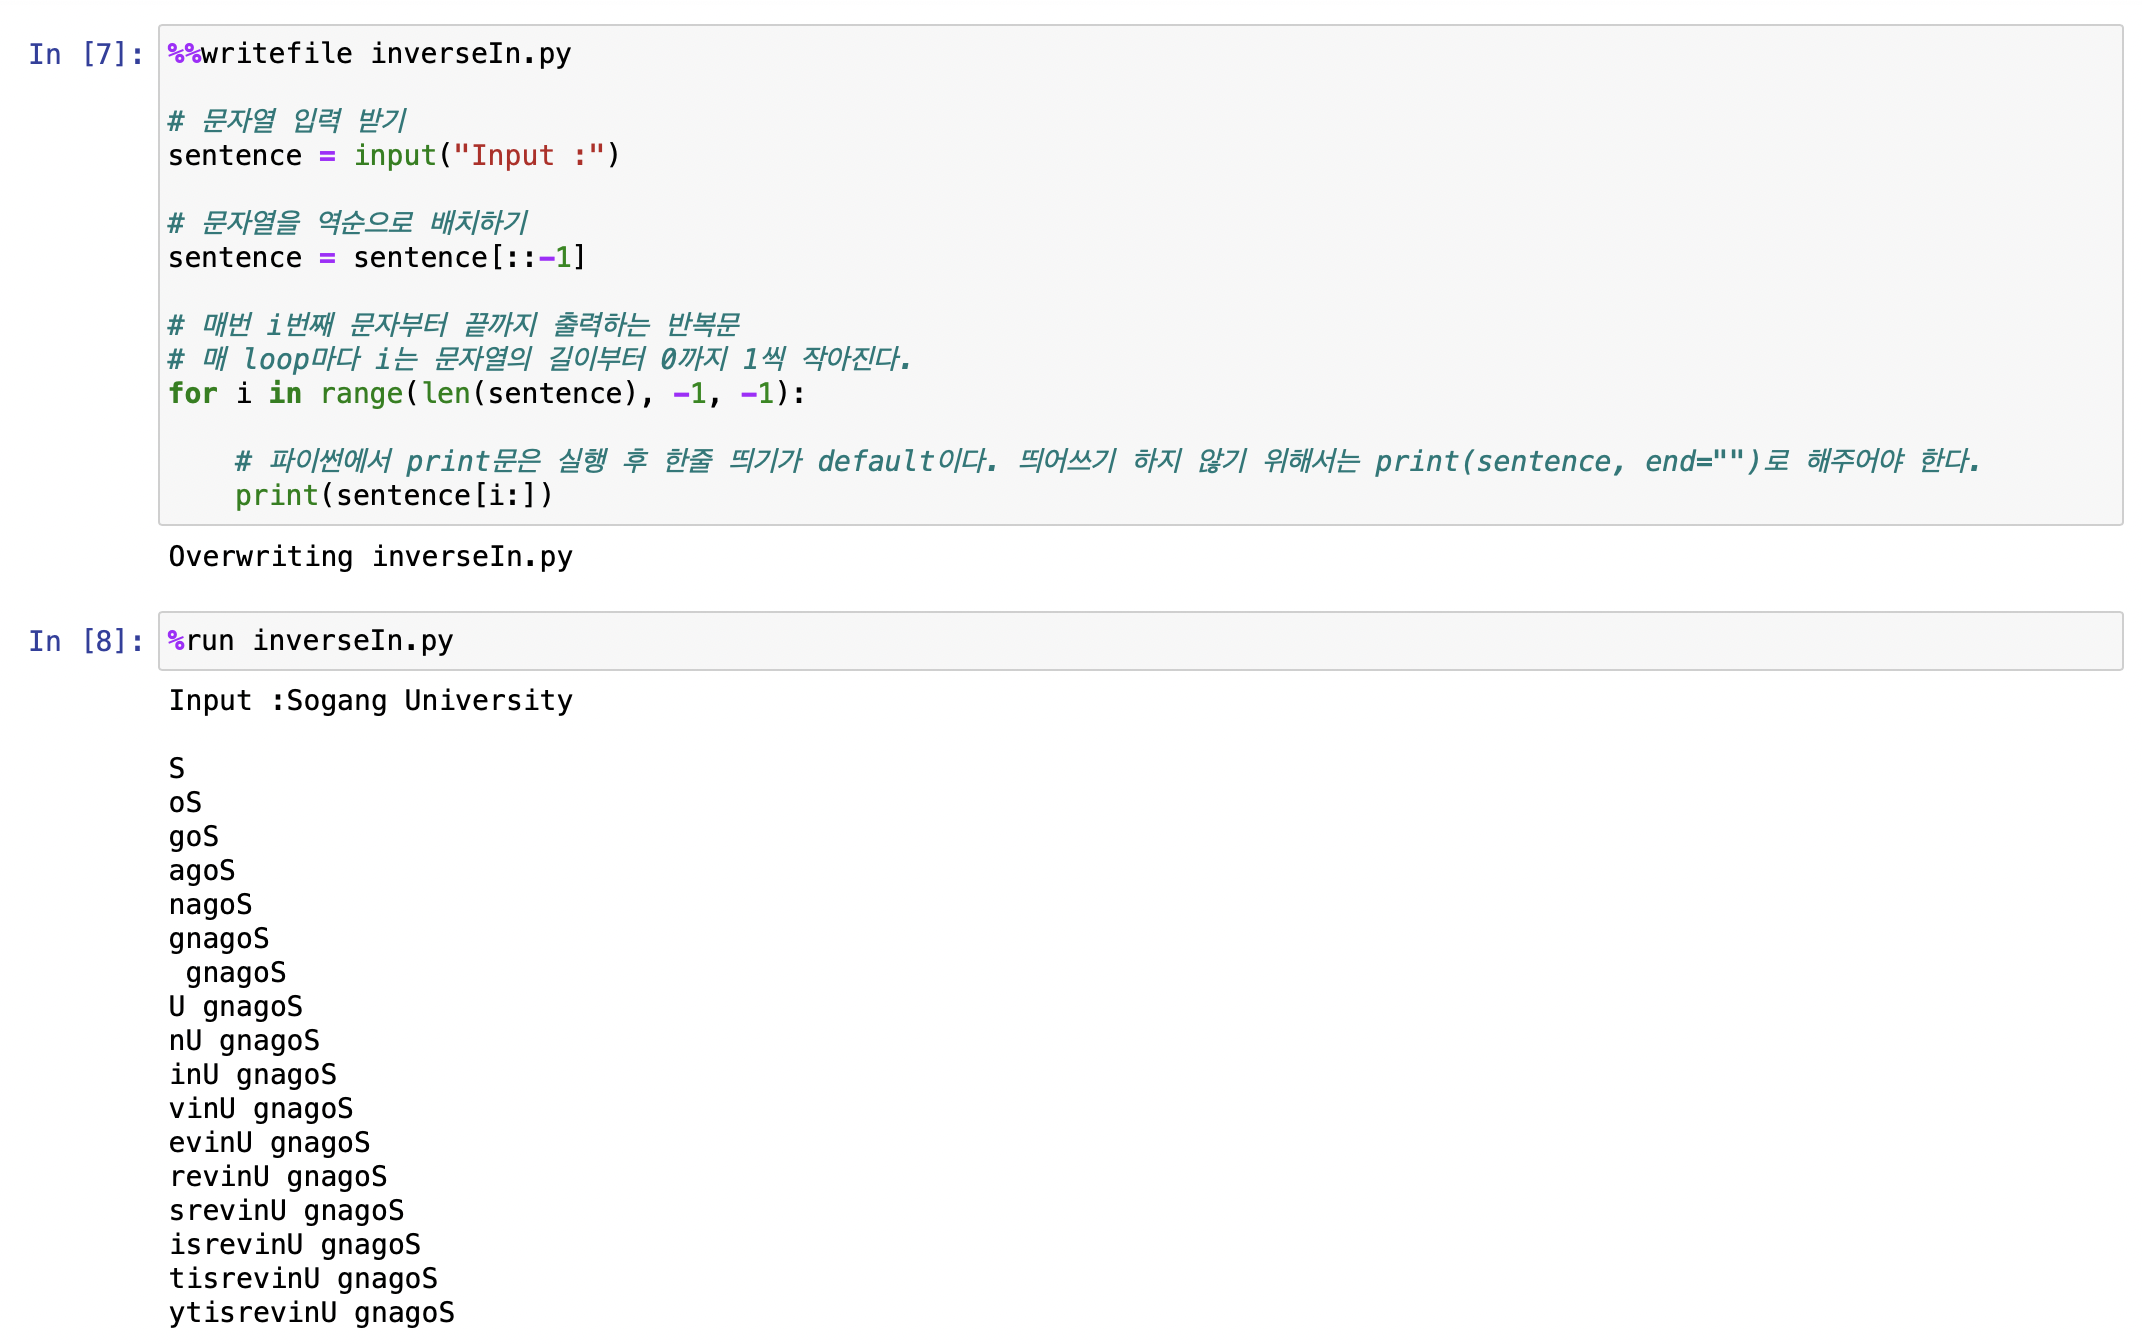 In [7]: %%writefile inverseIn.py
# 문자열 입력 받기
sentence = input("Input :")
# 문자열을 역순으로 배치하기
sentence = sentence[::-1]
# 매번 i번째 문자부터 끝까지 출력하는 반복문
# 매 loop마다 i는 문자열의 길이부터 0까지 1씩 작아진다.
for i in range(len(sentence), -1, -1):
    # 파이썬에서 print문은 실행 후 한줄 띄기가 default이다. 띄어쓰기 하지 않기 위해서는 print(sentence, end="")로 해주어야 한다.
    print(sentence[i:])
Overwriting inverseIn.py
In [8]: %run inverseIn.py
Input :Sogang University
S
oS
goS
agoS
nagoS
gnagoS
 gnagoS
U gnagoS
nU gnagoS
inU gnagoS
vinU gnagoS
evinU gnagoS
revinU gnagoS
srevinU gnagoS
isrevinU gnagoS
tisrevinU gnagoS
ytisrevinU gnagoS